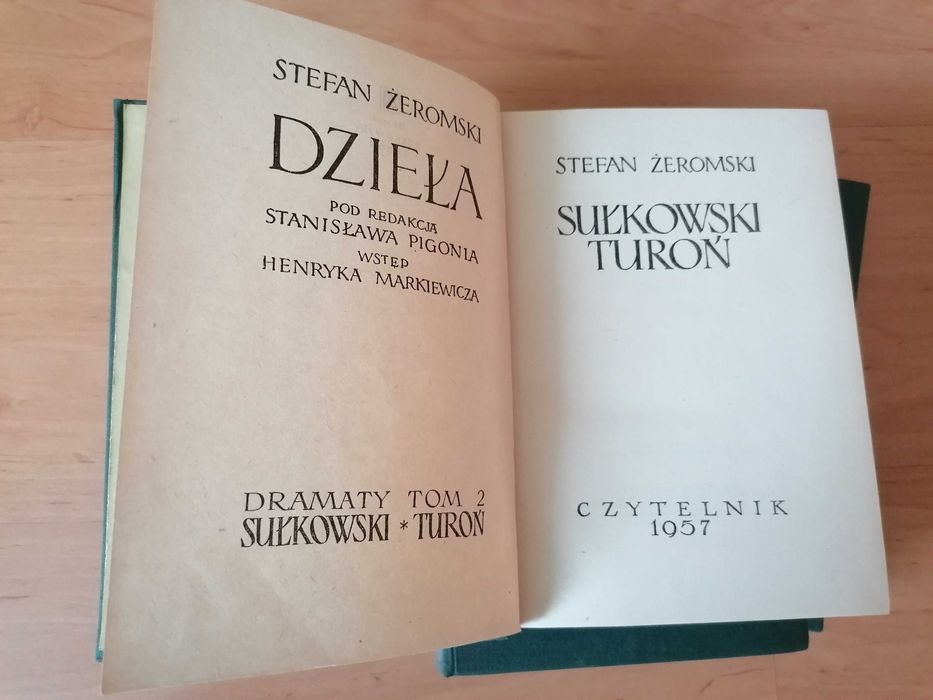 STEFAN ŻEROMSKI
DZIEŁA
POD REDAKCJĄ
STANISŁAWA PIGONIA
WSTĘP
HENRYKA MARKIEWICZA
DRAMATY TOM 2
SUŁKOWSKI * TUROŃ
STEFAN ŻEROMSKI
SUŁKOWSKI
TUROŃ
CZYTELNIK
1957